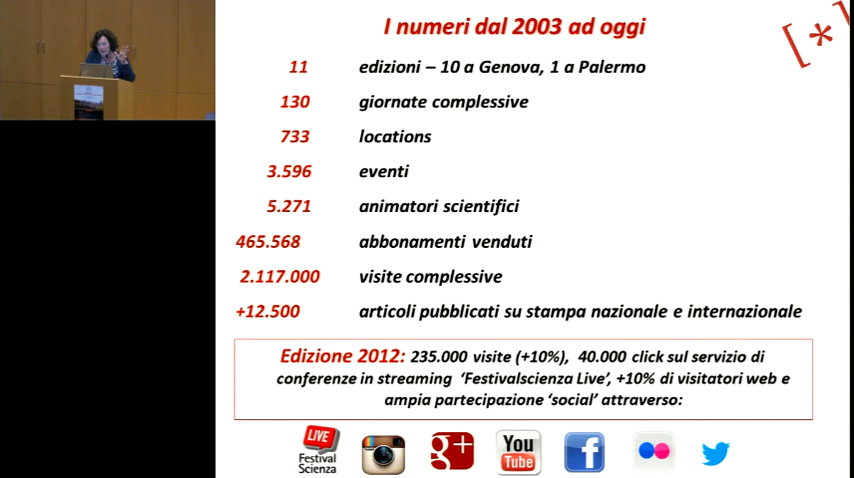 I numeri dal 2003 ad oggi
[*]
11 edizioni – 10 a Genova, 1 a Palermo
130 giornate complessive
733 locations
3.596 eventi
5.271 animatori scientifici
465.568 abbonamenti venduti
2.117.000 visite complessive
+12.500 articoli pubblicati su stampa nazionale e internazionale
Edizione 2012: 235.000 visite (+10%), 40.000 click sul servizio di
conferenze in streaming ‘Festivalscienza Live’, +10% di visitatori web e
ampia partecipazione ‘social’ attraverso:
LIVE
Festival
Scienza
g+
You
Tube
f